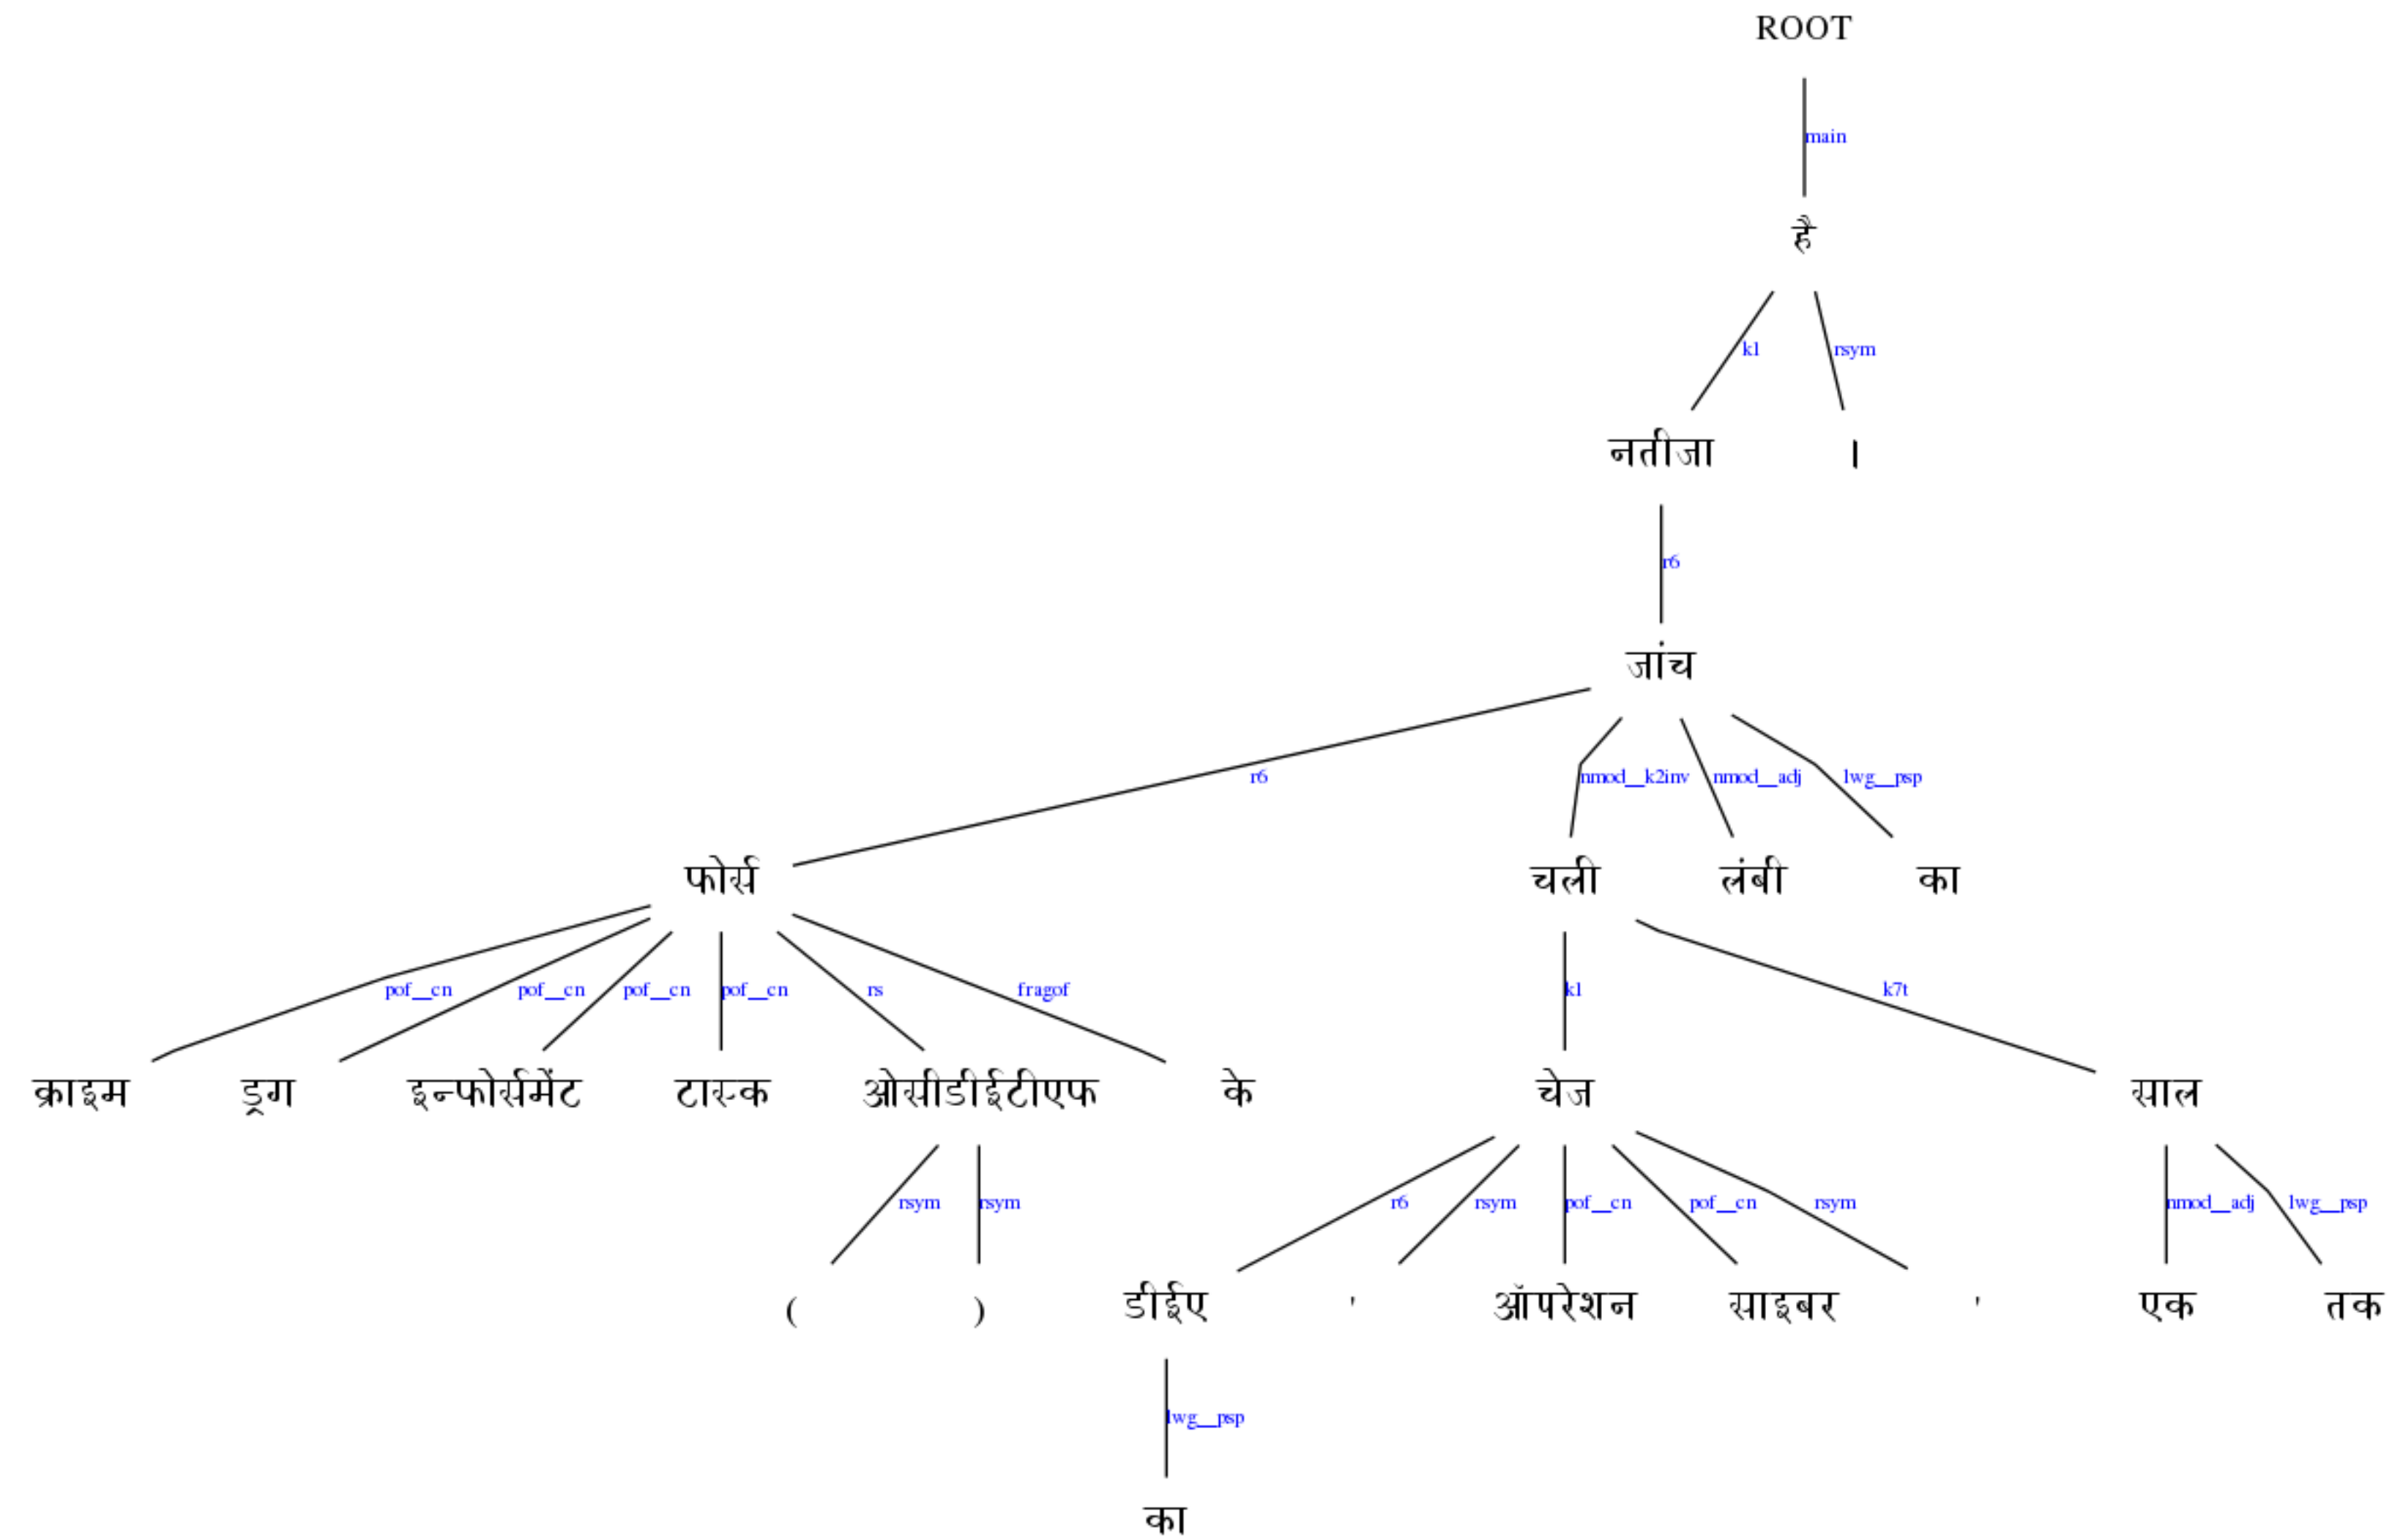 ROOT
main
है
k1 rsym
नतीजा ।
r6
जांच
r6 nmod__k2inv nmod__adj lwg__psp
फोर्स चली लंबी का
pof__cn pof__cn pof__cn pof__cn rs fragof k1 k7t
क्राइम ड्रग इन्फोर्समेंट टास्क ओसीडीईटीएफ के चेज साल
rsym rsym r6 rsym pof__cn pof__cn rsym nmod__adj lwg__psp
( ) डीईए ' ऑपरेशन साइबर ' एक तक
lwg__psp
का